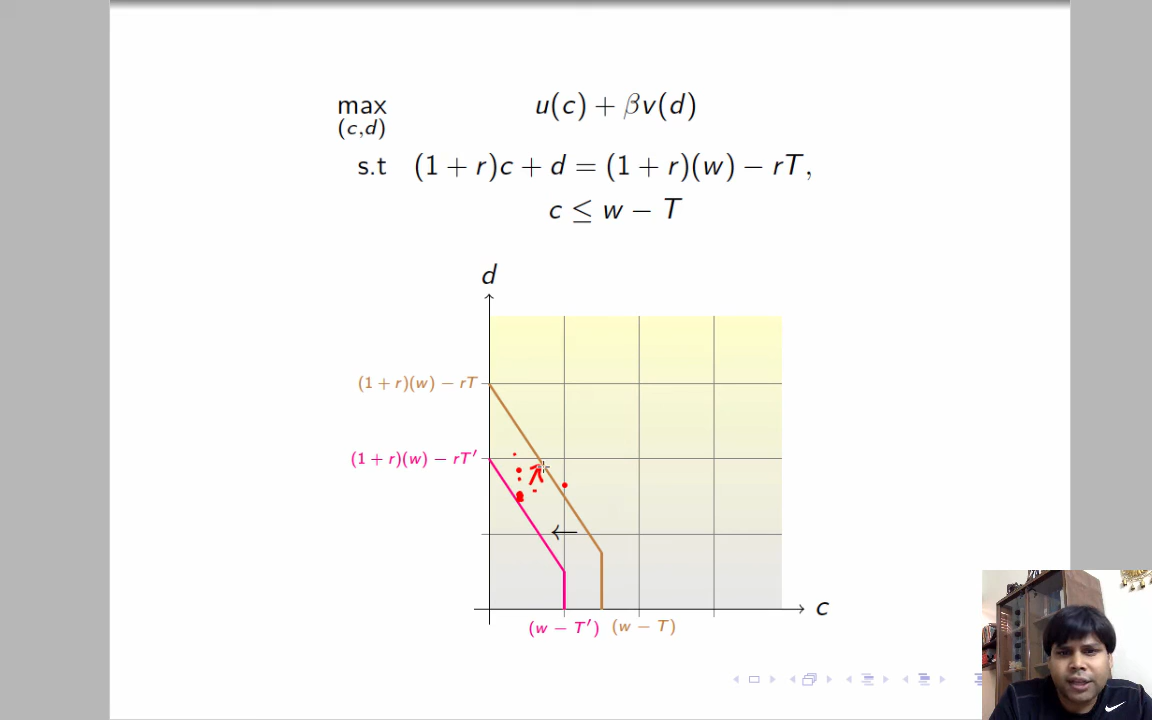 max u(c) + βv(d)
(c,d)
s.t (1 + r)c + d = (1 + r)(w) − rT,
c ≤ w − T
d
(1 + r)(w) − rT
(1 + r)(w) − rT′
c
(w − T′) (w − T)